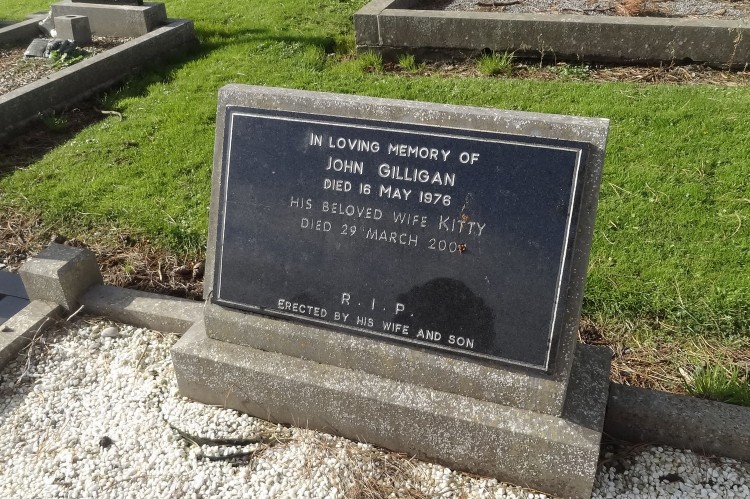 IN LOVING MEMORY OF
JOHN GILLIGAN
DIED 16 MAY 1976
HIS BELOVED WIFE KITTY
DIED 29 MARCH
R.I.P.
ERECTED BY HIS WIFE AND SON